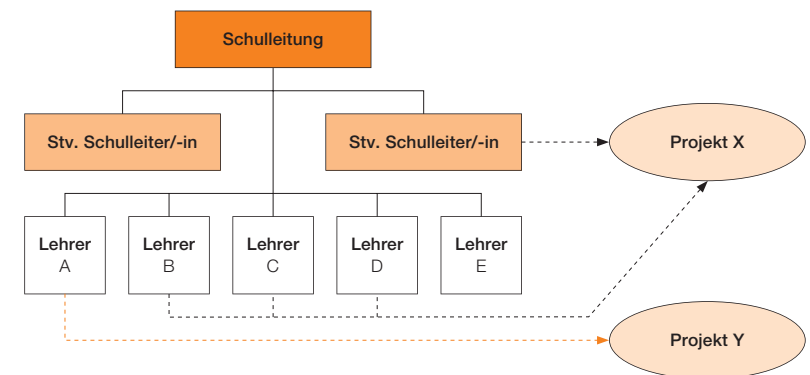 Schulleitung
Stv. Schulleiter/-in
Stv. Schulleiter/-in
Projekt X
Lehrer
A
Lehrer
B
Lehrer
C
Lehrer
D
Lehrer
E
Projekt Y